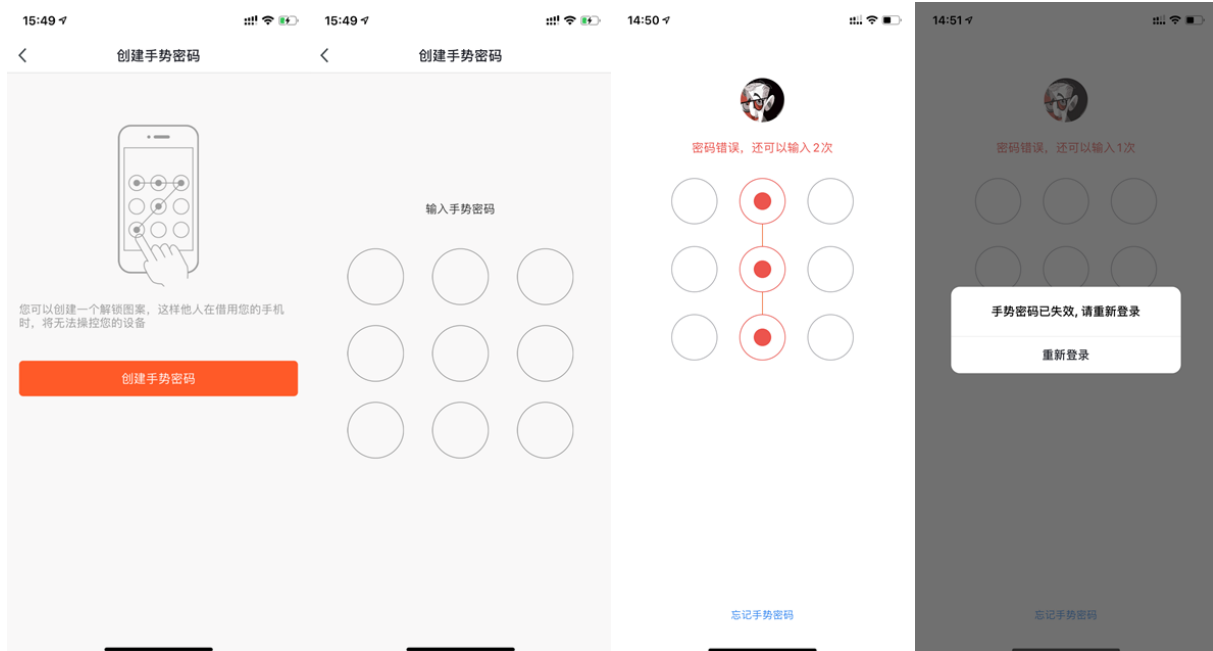 15:49
创建手势密码
您可以创建一个解锁图案，这样他人在借用您的手机
时，将无法操控您的设备
创建手势密码
15:49
创建手势密码
输入手势密码
14:50
密码错误，还可以输入2次
忘记手势密码
14:51
密码错误，还可以输入1次
手势密码已失效, 请重新登录
重新登录
忘记手势密码